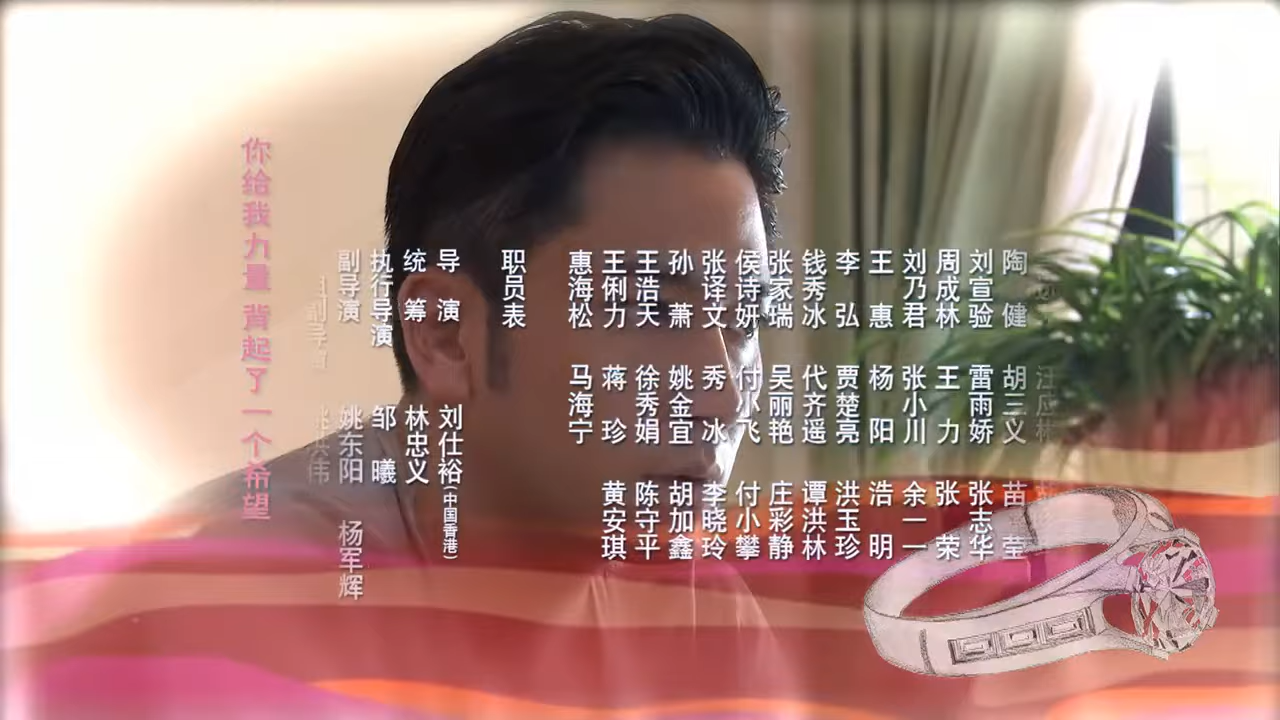 陶健
刘宣验
周成林
刘乃君
王惠
李弘
钱秀冰
张家瑞
侯诗妍
张译文
孙萧
王浩天
王俐力
惠海松
汪应林
胡三义
雷雨娇
王力
张小川
杨阳
贾楚亮
代齐遥
吴丽艳
付小飞
秀冰
姚金宜
徐秀娟
蒋珍
马海宁
苗莹
张志华
张荣
余一一
浩明
洪玉珍
谭洪林
庄彩静
付小攀
李晓玲
胡加鑫
陈守平
黄安琪
职员表
导演 刘仕裕(中国香港)
统筹 林忠义
执行导演 邹曦
副导演 姚东阳 杨军辉
你给我力量 背起了一个希望